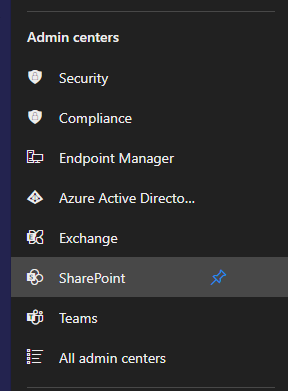 Admin centers
Security
Compliance
Endpoint Manager
Azure Active Directo...
Exchange
SharePoint
Teams
All admin centers